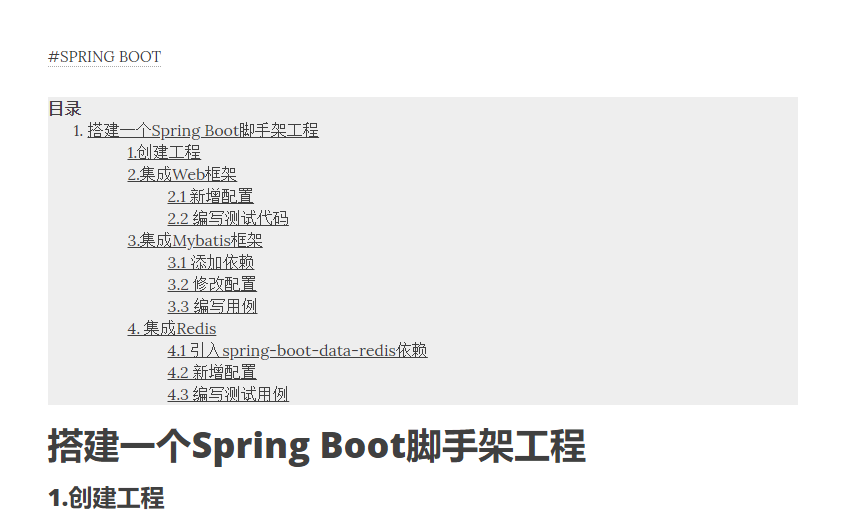 #SPRING BOOT
目录
1. 搭建一个Spring Boot脚手架工程
1.创建工程
2.集成Web框架
2.1 新增配置
2.2 编写测试代码
3.集成Mybatis框架
3.1 添加依赖
3.2 修改配置
3.3 编写用例
4. 集成Redis
4.1 引入spring-boot-data-redis依赖
4.2 新增配置
4.3 编写测试用例
搭建一个Spring Boot脚手架工程
1.创建工程